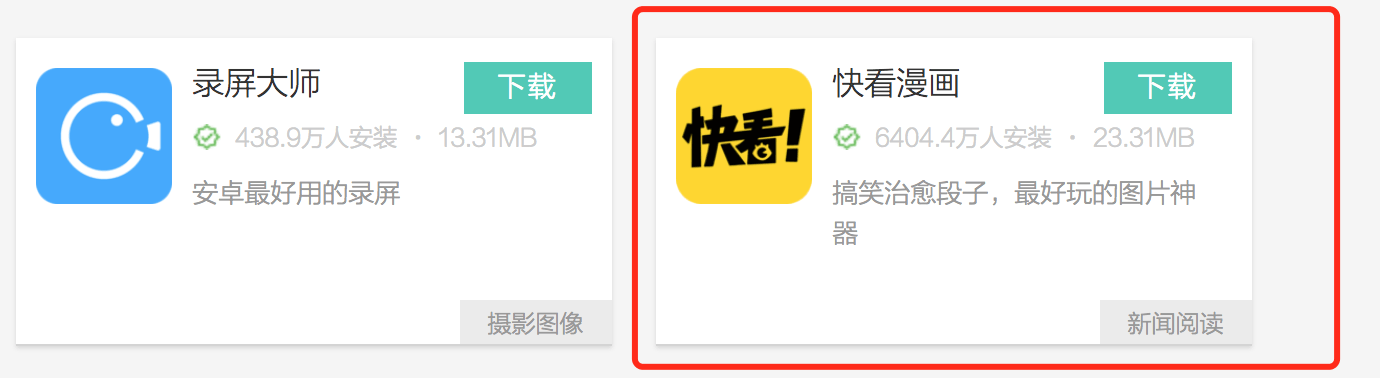 录屏大师
下载
438.9万人安装 · 13.31MB
安卓最好用的录屏
摄影图像
快看!
快看漫画
下载
6404.4万人安装 · 23.31MB
搞笑治愈段子，最好玩的图片神
器
新闻阅读